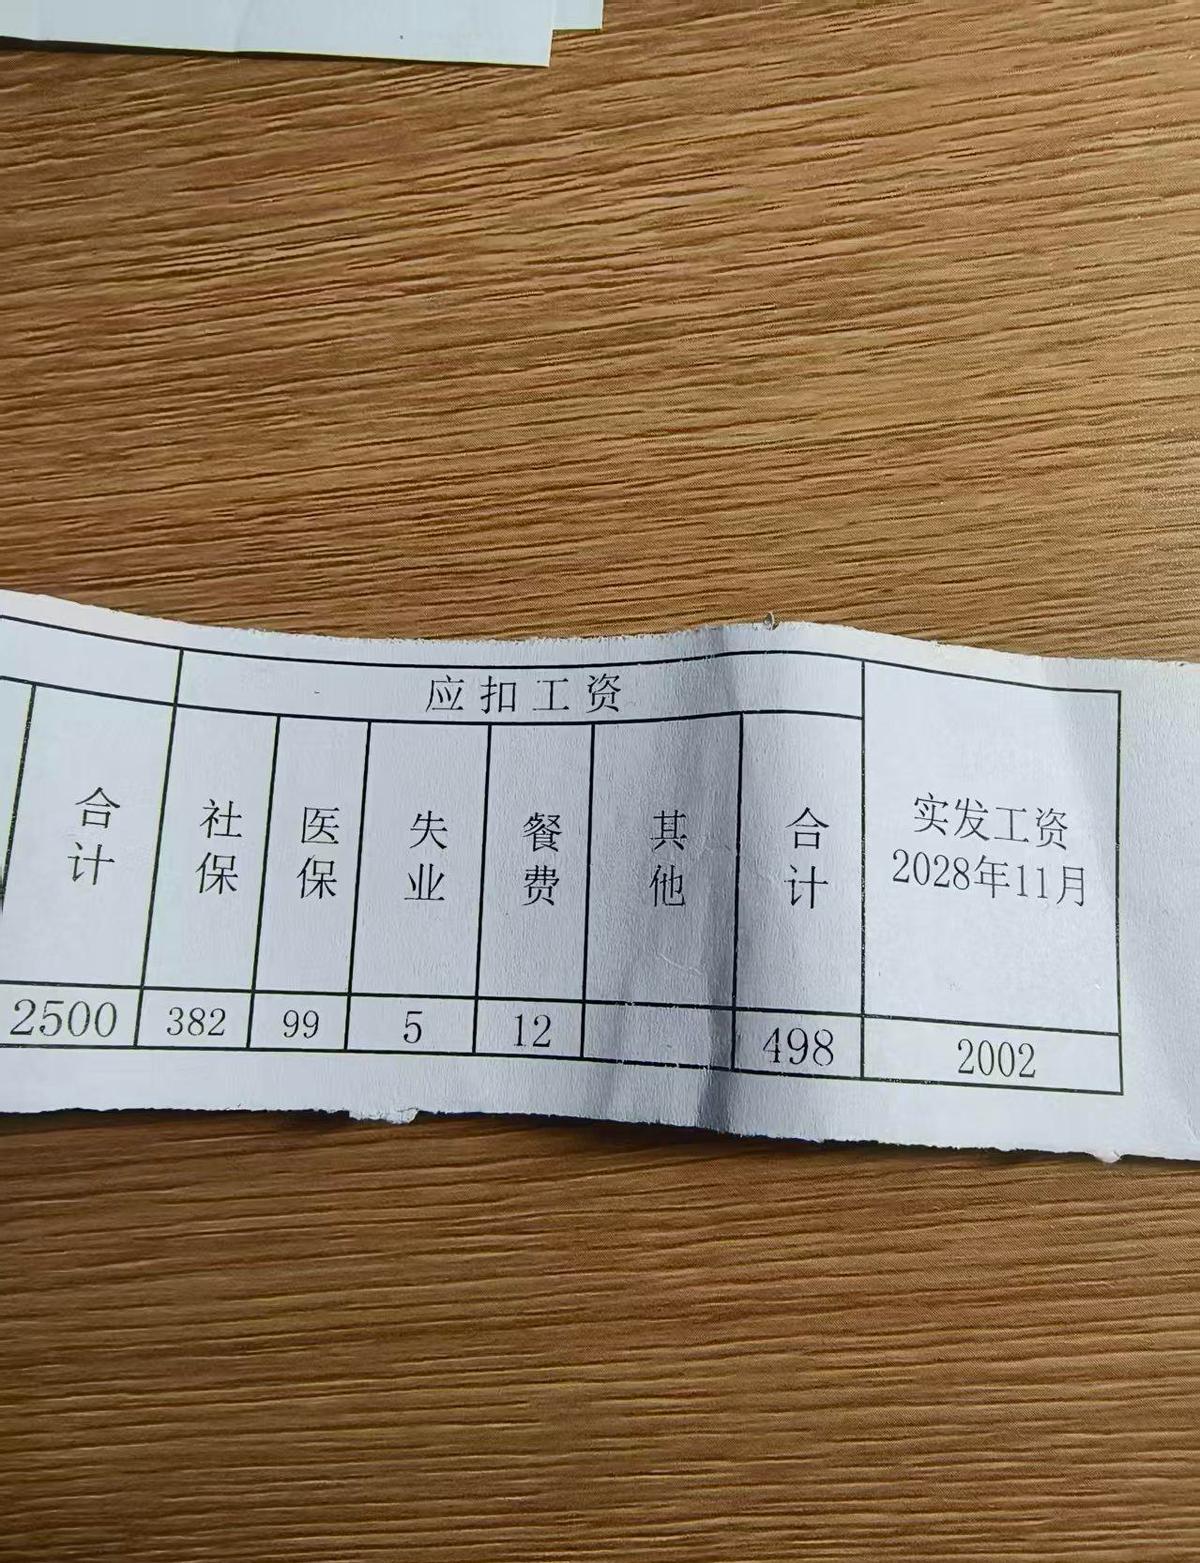 应扣工资
合计
社保
医保
失业
餐费
其他
合计
实发工资
2028年11月
2500
382
99
5
12
498
2002